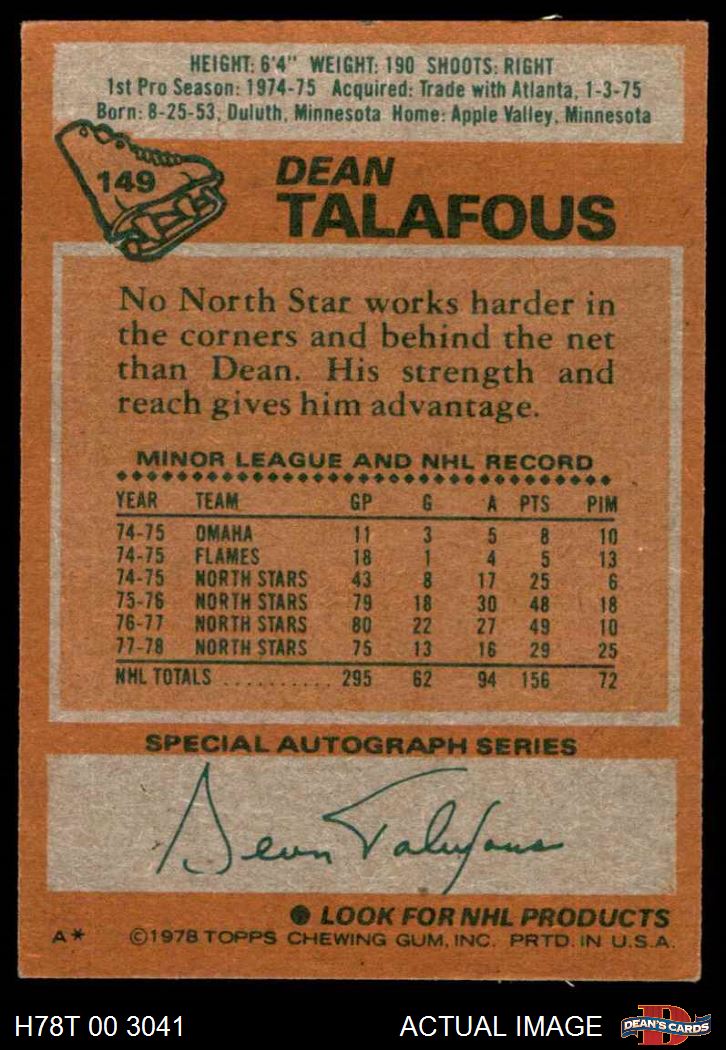 HEIGHT: 6'4" WEIGHT: 190 SHOOTS: RIGHT
1st Pro Season: 1974-75 Acquired: Trade with Atlanta, 1-3-75
Born: 8-25-53, Duluth, Minnesota Home: Apple Valley, Minnesota
149
DEAN
TALAFOUS
No North Star works harder in
the corners and behind the net
than Dean. His strength and
reach gives him advantage.
MINOR LEAGUE AND NHL RECORD
YEAR TEAM GP G A PTS PIM
74-75 OMAHA 11 3 5 8 10
74-75 FLAMES 18 1 4 5 13
74-75 NORTH STARS 43 8 17 25 6
75-76 NORTH STARS 79 18 30 48 18
76-77 NORTH STARS 80 22 27 49 10
77-78 NORTH STARS 75 13 16 29 25
NHL TOTALS .......... 295 62 94 156 72
SPECIAL AUTOGRAPH SERIES
Dean Talafous
● LOOK FOR NHL PRODUCTS
A* ©1978 TOPPS CHEWING GUM, INC. PRTD. IN U.S.A.
H78T 00 3041 ACTUAL IMAGE D DEAN'S CARDS